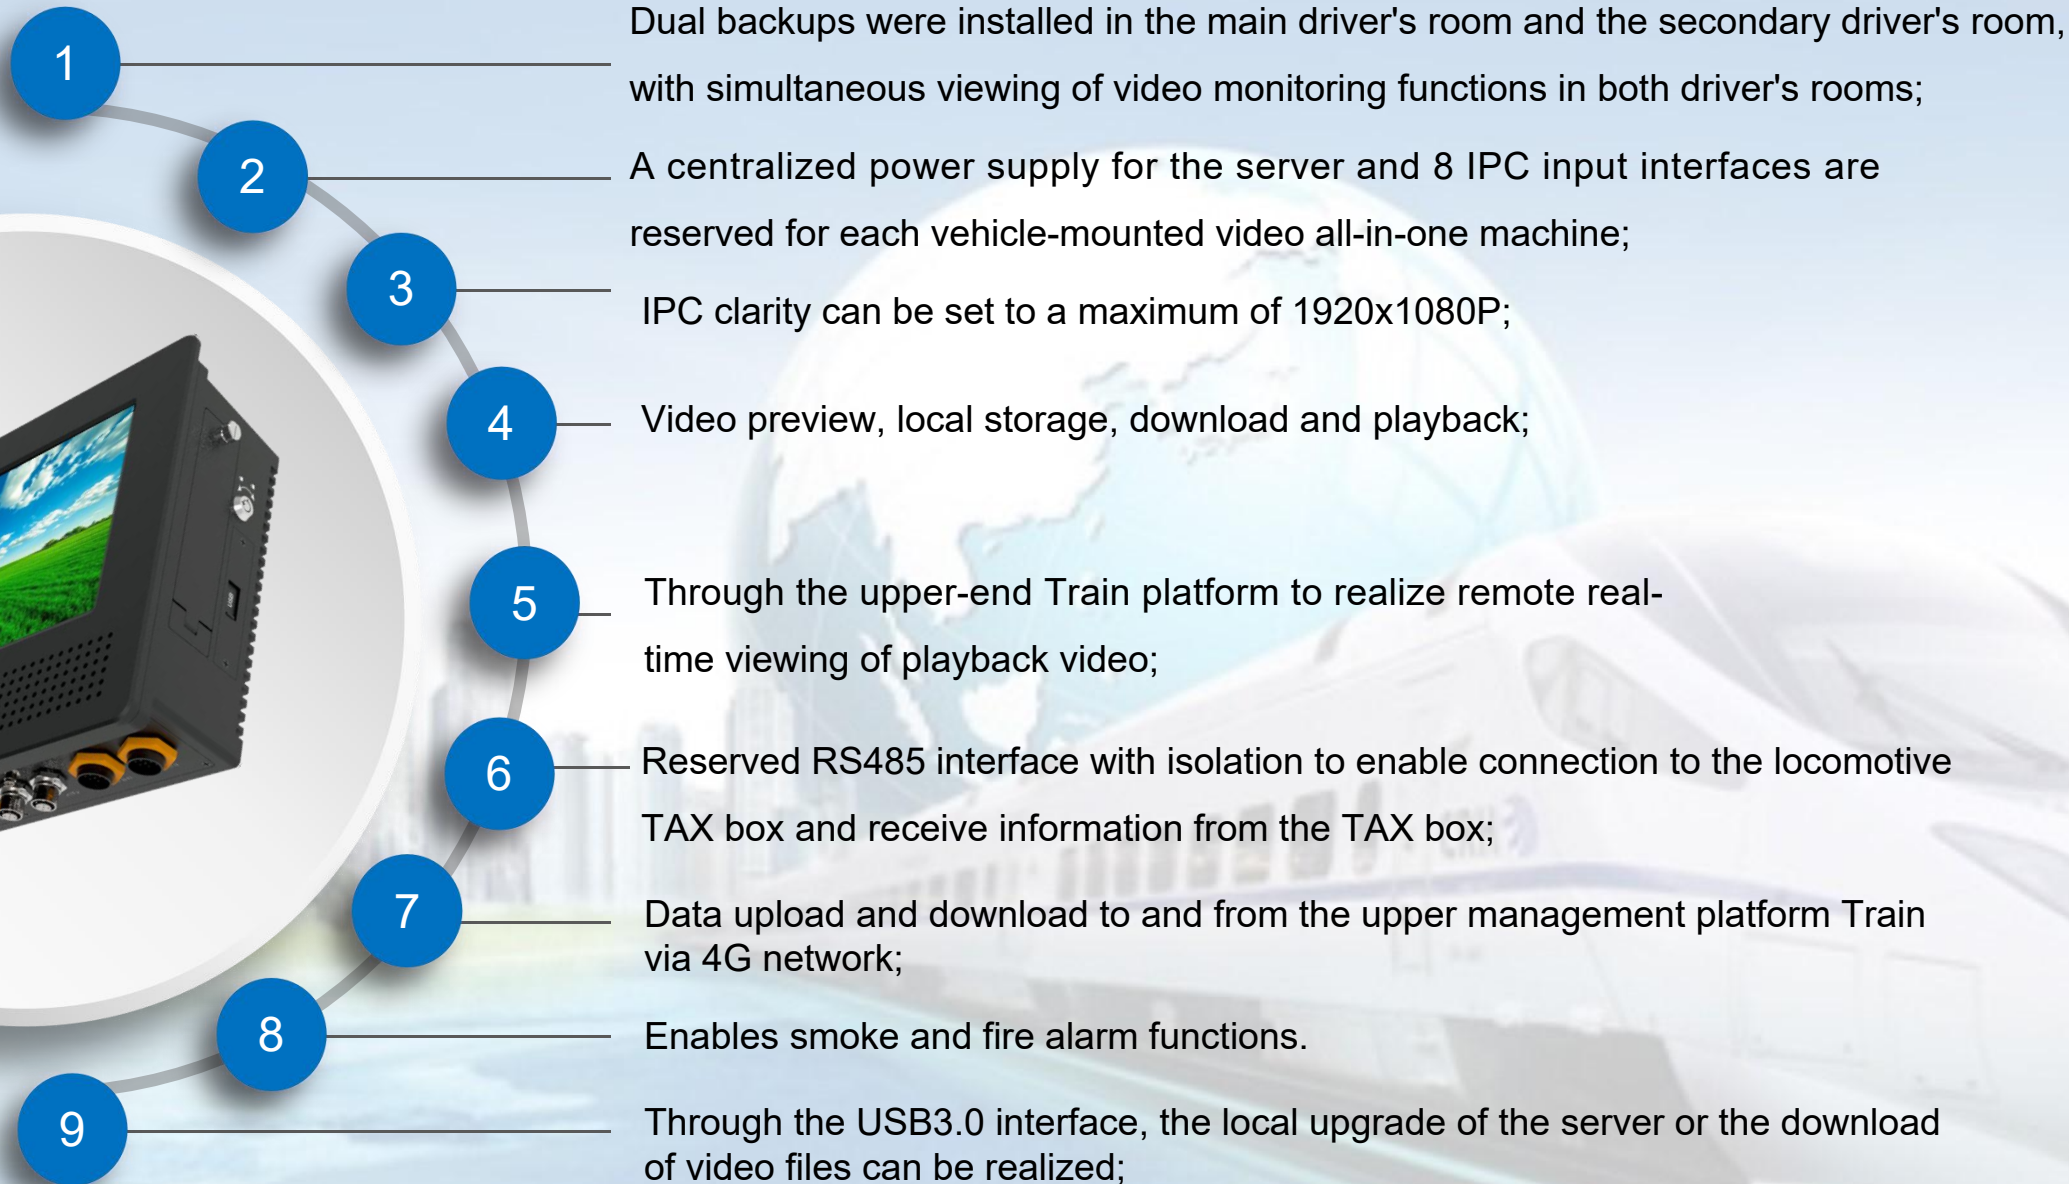 1
Dual backups were installed in the main driver's room and the secondary driver's room,
with simultaneous viewing of video monitoring functions in both driver's rooms;
2
A centralized power supply for the server and 8 IPC input interfaces are
reserved for each vehicle-mounted video all-in-one machine;
3
IPC clarity can be set to a maximum of 1920x1080P;
4
Video preview, local storage, download and playback;
5
Through the upper-end Train platform to realize remote real-
time viewing of playback video;
6
Reserved RS485 interface with isolation to enable connection to the locomotive
TAX box and receive information from the TAX box;
CRH
7
Data upload and download to and from the upper management platform Train
via 4G network;
8
Enables smoke and fire alarm functions.
9
Through the USB3.0 interface, the local upgrade of the server or the download
of video files can be realized;